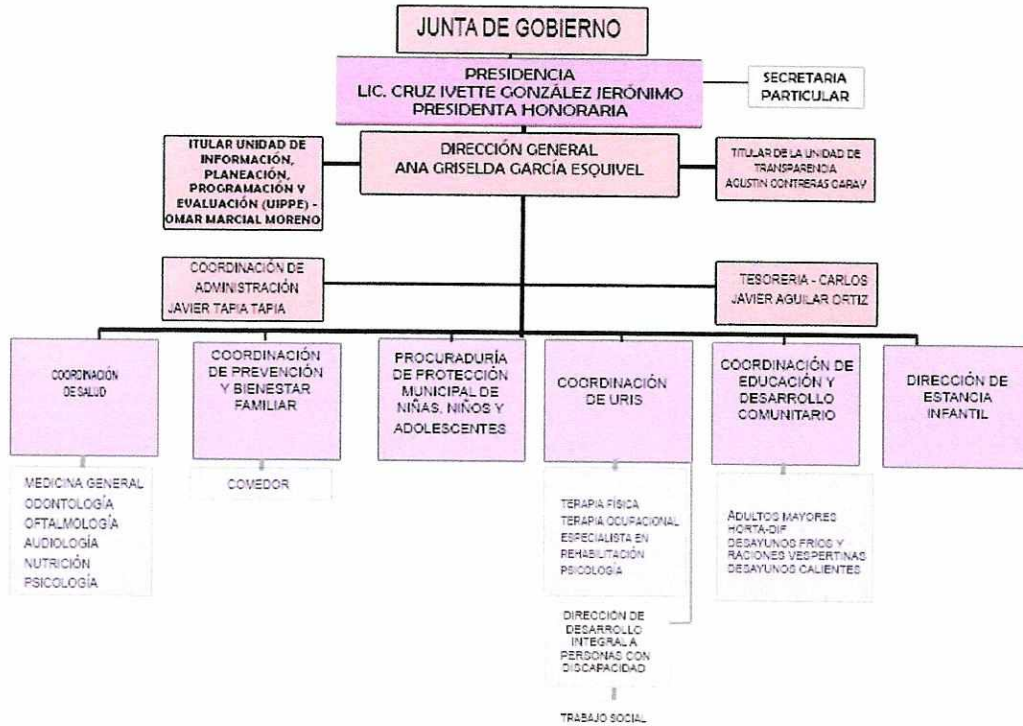 JUNTA DE GOBIERNO
PRESIDENCIA
LIC. CRUZ IVETTE GONZÁLEZ JERÓNIMO
PRESIDENTA HONORARIA
SECRETARIA
PARTICULAR
ITULAR UNIDAD DE
INFORMACIÓN,
PLANEACIÓN,
PROGRAMACIÓN Y
EVALUACIÓN (UIPPE) -
OMAR MARCIAL MORENO
DIRECCIÓN GENERAL
ANA GRISELDA GARCÍA ESQUIVEL
TITULAR DE LA UNIDAD DE
TRANSPARENCIA
AGUSTIN CONTRERAS GARAY
COORDINACIÓN DE
ADMINISTRACIÓN
JAVIER TAPIA TAPIA
TESORERIA - CARLOS
JAVIER AGUILAR ORTIZ
COORDINACIÓN
DE SALUD
COORDINACIÓN
DE PREVENCIÓN
Y BIENESTAR
FAMILIAR
PROCURADURÍA
DE PROTECCIÓN
MUNICIPAL DE
NIÑAS, NIÑOS Y
ADOLESCENTES
COORDINACIÓN
DE URIS
COORDINACIÓN DE
EDUCACIÓN Y
DESARROLLO
COMUNITARIO
DIRECCIÓN DE
ESTANCIA
INFANTIL
MEDICINA GENERAL
ODONTOLOGÍA
OFTALMOLOGÍA
AUDIOLOGÍA
NUTRICIÓN
PSICOLOGÍA
COMEDOR
TERAPIA FÍSICA
TERAPIA OCUPACIONAL
ESPECIALISTA EN
REHABILITACIÓN
PSICOLOGÍA
ADULTOS MAYORES
HORTA-DIF
DESAYUNOS FRÍOS Y
RACIONES VESPERTINAS
DESAYUNOS CALIENTES
DIRECCIÓN DE
DESARROLLO
INTEGRAL A
PERSONAS CON
DISCAPACIDAD
TRABAJO SOCIAL